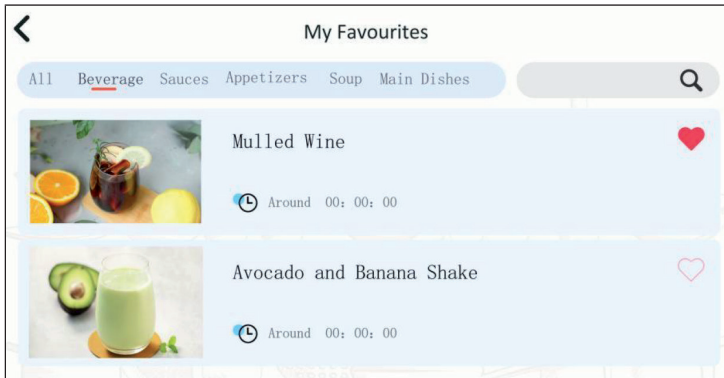 My Favourites
All Beverage Sauces Appetizers Soup Main Dishes
Mulled Wine
Around 00: 00: 00
Avocado and Banana Shake
Around 00: 00: 00